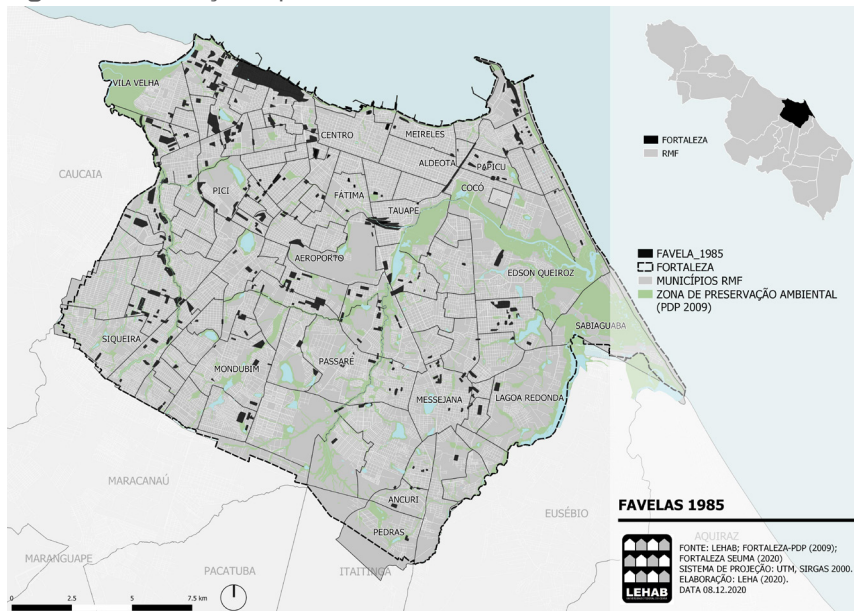 VILA VELHA
CENTRO
MEIRELES
ALDEOTA
PAPICU
CAUCAIA
PICI
FÁTIMA
COCÓ
TAUAPE
AEROPORTO
EDSON QUEIROZ
SABIAGUABA
SIQUEIRA
MONDUBIM
PASSARÉ
MESSEJANA
LAGOA REDONDA
MARACANAÚ
ANCURI
EUSÉBIO
PEDRAS
MARANGUAPE
PACATUBA
ITAITINGA
AQUIRAZ
0 2.5 5 7.5 km
FORTALEZA
RMF
FAVELA_1985
FORTALEZA
MUNICÍPIOS RMF
ZONA DE PRESERVAÇÃO AMBIENTAL
(PDP 2009)
FAVELAS 1985
LEHAB
FONTE: LEHAB; FORTALEZA-PDP (2009);
FORTALEZA SEUMA (2020)
SISTEMA DE PROJEÇÃO: UTM, SIRGAS 2000.
ELABORAÇÃO: LEHA (2020).
DATA 08.12.2020